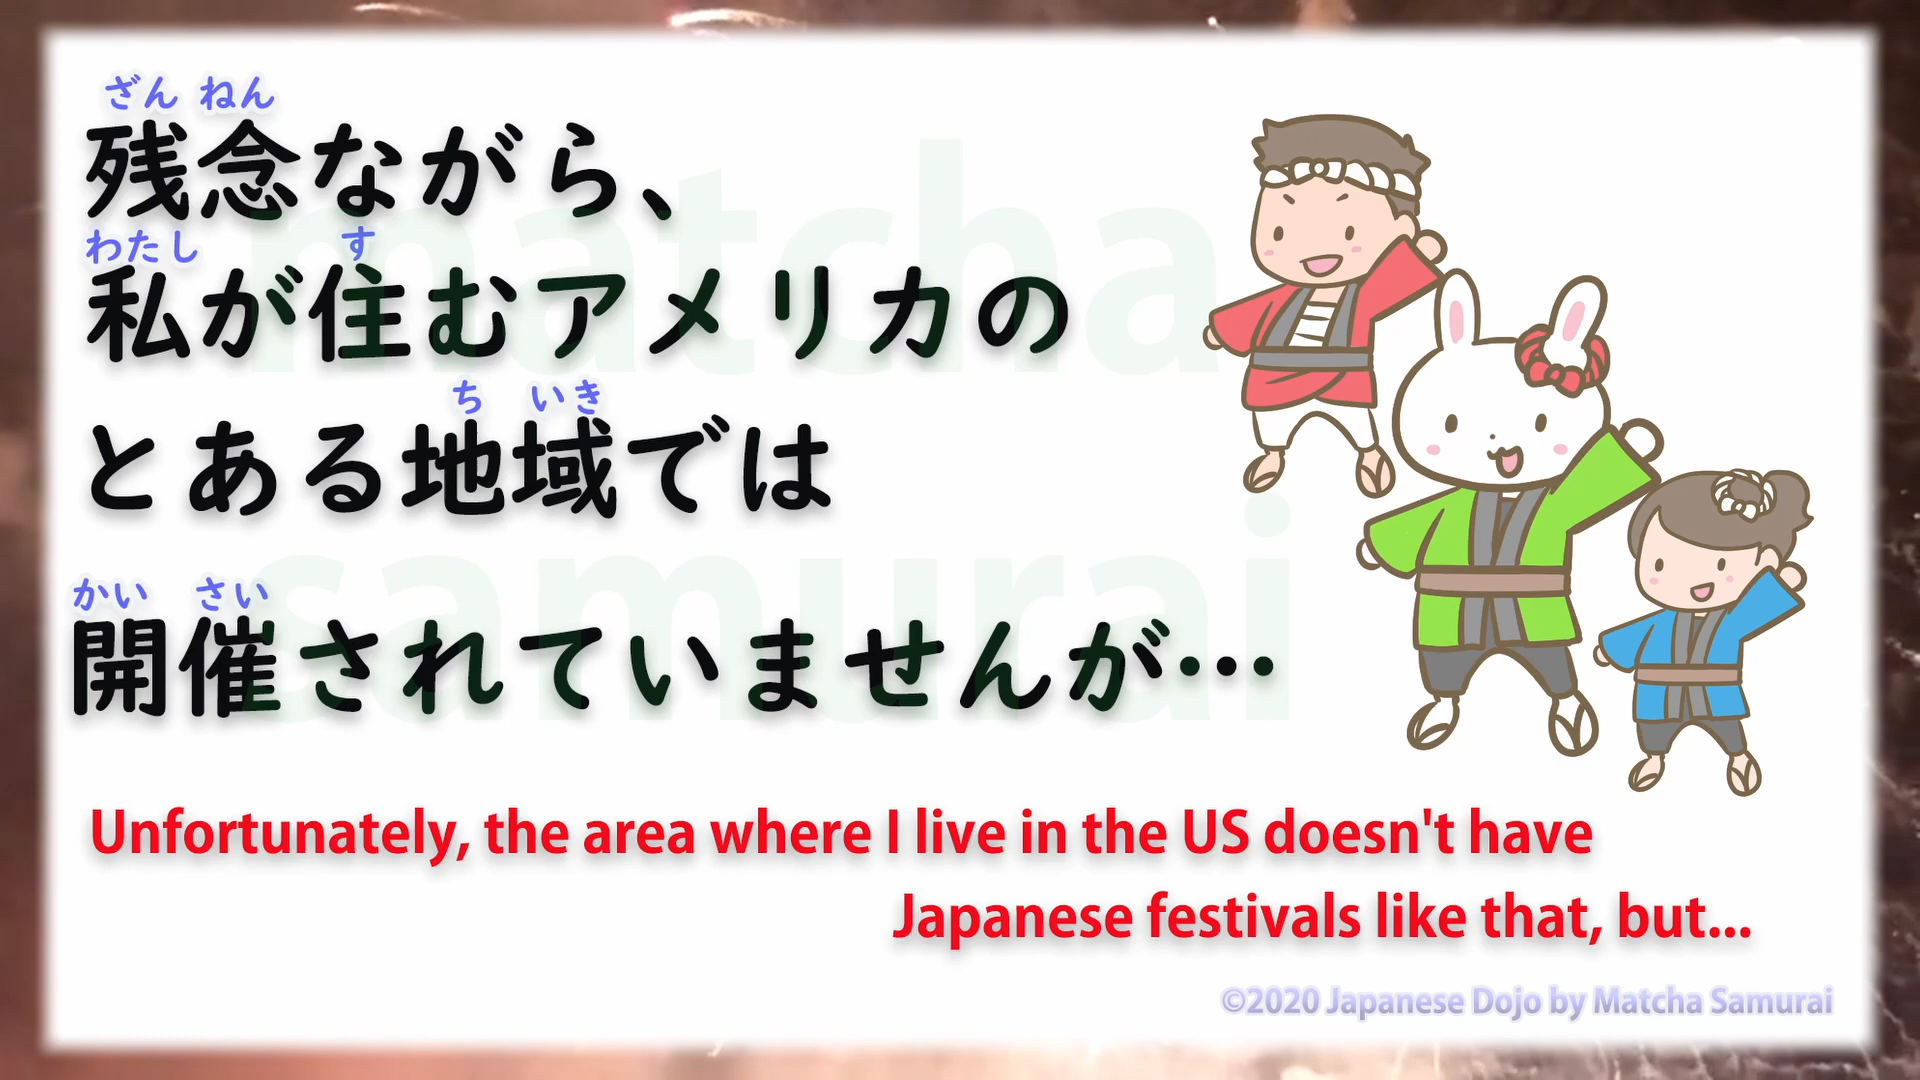 ざん ねん
残念ながら、
わたし す
私が住むアメリカの
ち いき
とある地域では
かい さい
開催されていませんが…
matcha
samurai
Unfortunately, the area where I live in the US doesn't have
Japanese festivals like that, but...
©2020 Japanese Dojo by Matcha Samurai